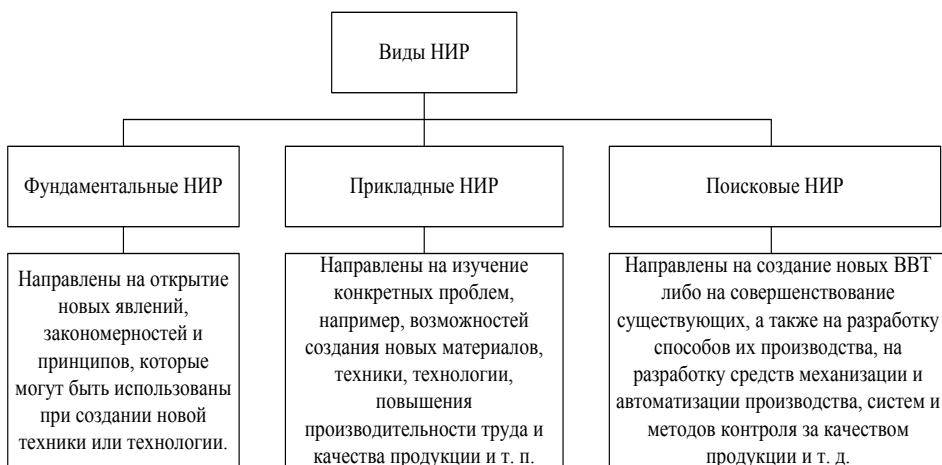 Виды НИР
Фундаментальные НИР
Прикладные НИР
Поисковые НИР
Направлены на открытие
новых явлений,
закономерностей и
принципов, которые
могут быть использованы
при создании новой
техники или технологии.
Направлены на изучение
конкретных проблем,
например, возможностей
создания новых материалов,
техники, технологии,
повышения
производительности труда и
качества продукции и т. п.
Направлены на создание новых ВВТ
либо на совершенствование
существующих, а также на разработку
способов их производства, на
разработку средств механизации и
автоматизации производства, систем и
методов контроля за качеством
продукции и т. д.